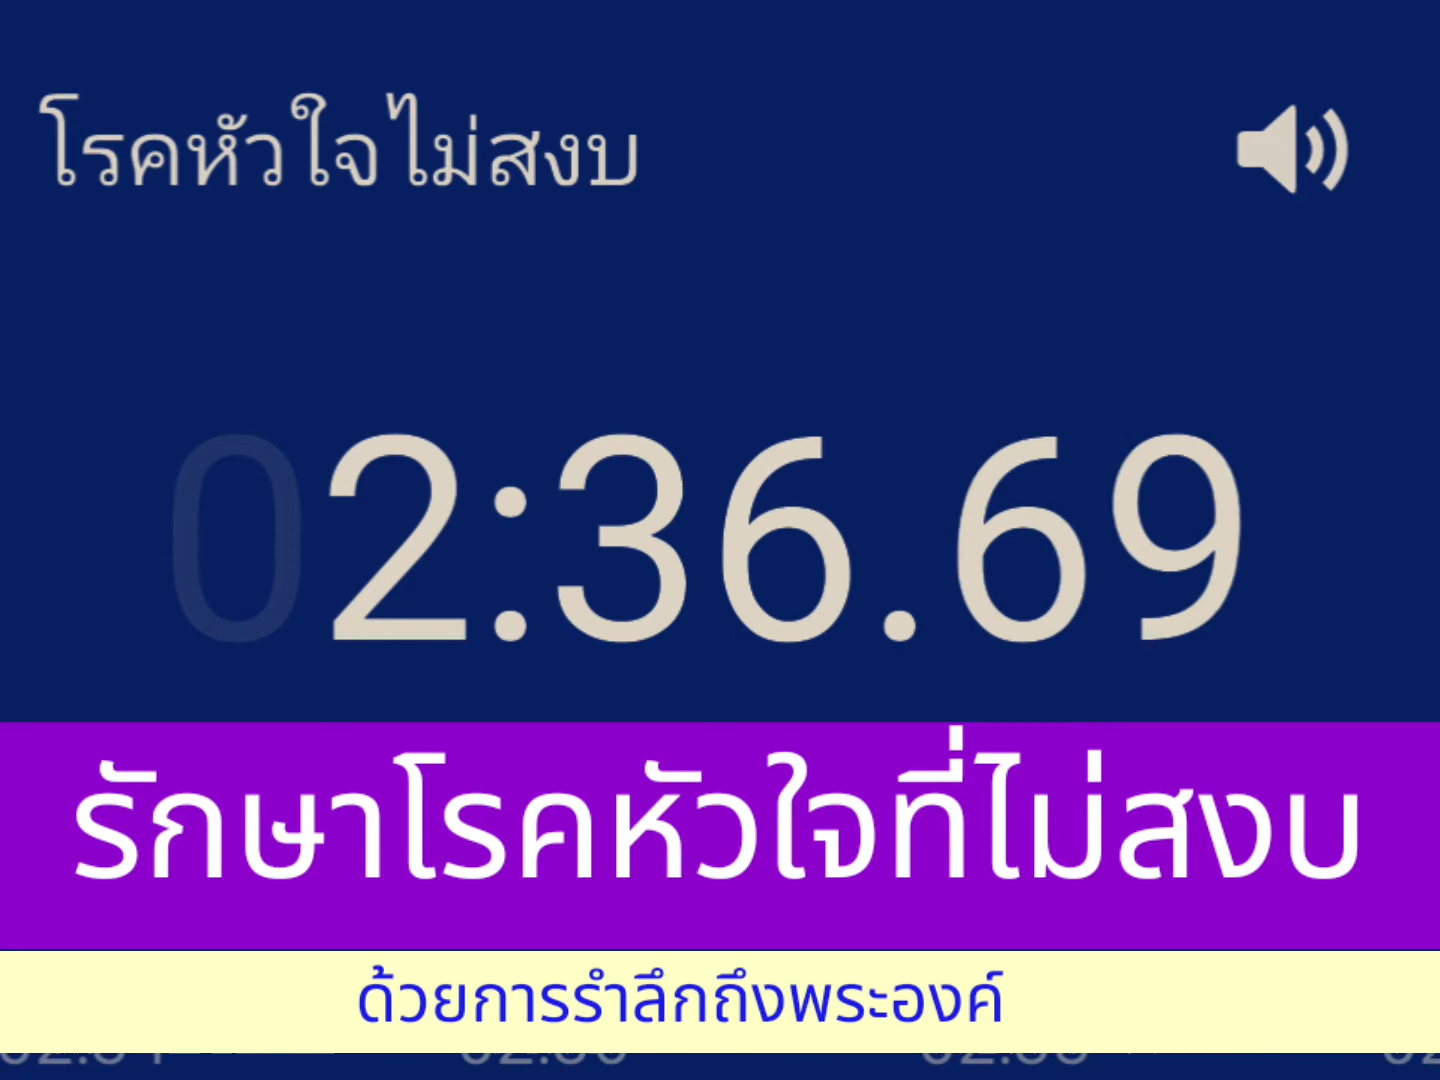 โรคหัวใจไม่สงบ
02:36.69
รักษาโรคหัวใจที่ไม่สงบ
ด้วยการรำลึกถึงพระองค์